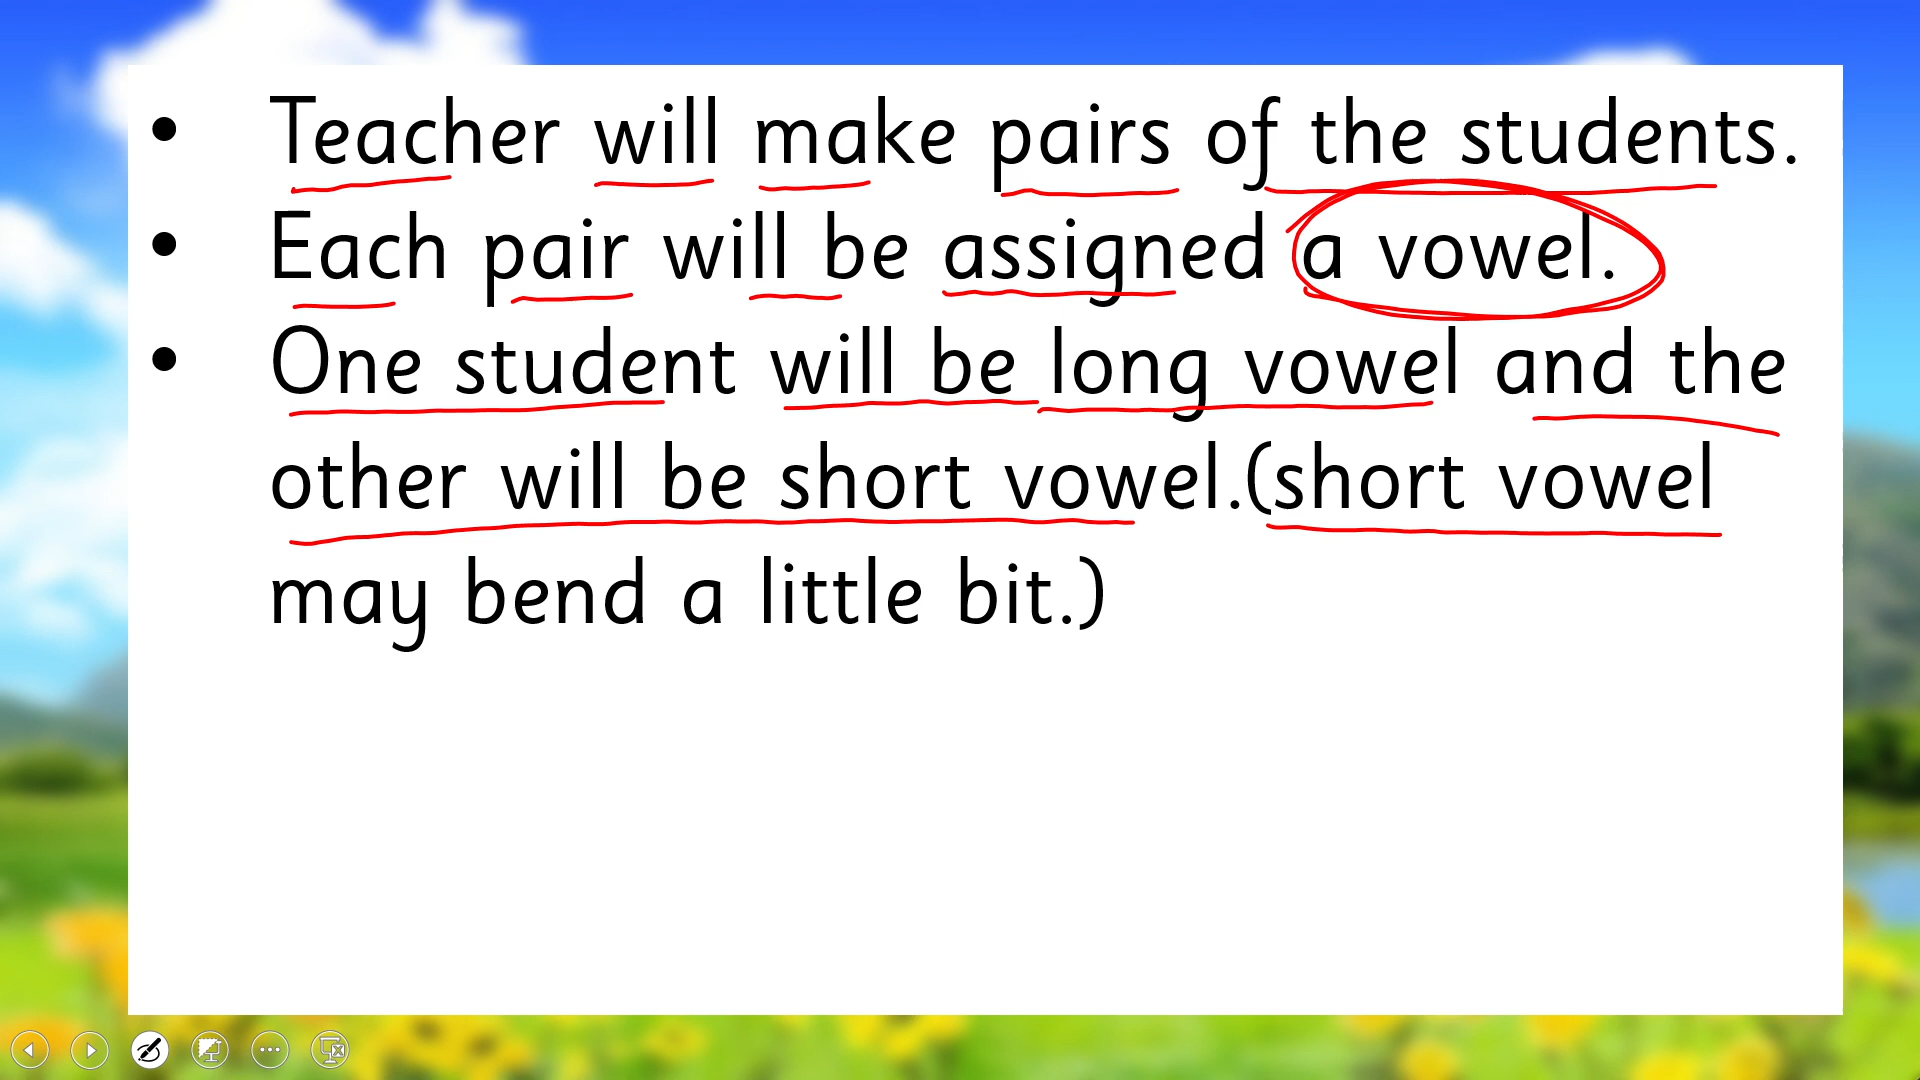 • Teacher will make pairs of the students.
• Each pair will be assigned a vowel.
• One student will be long vowel and the
other will be short vowel.(short vowel
may bend a little bit.)